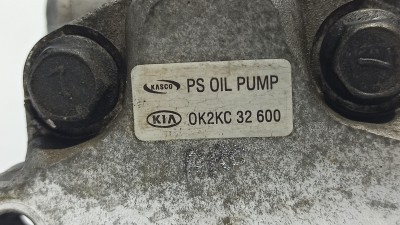 KASCO PS OIL PUMP
KIA 0K2KC 32 600